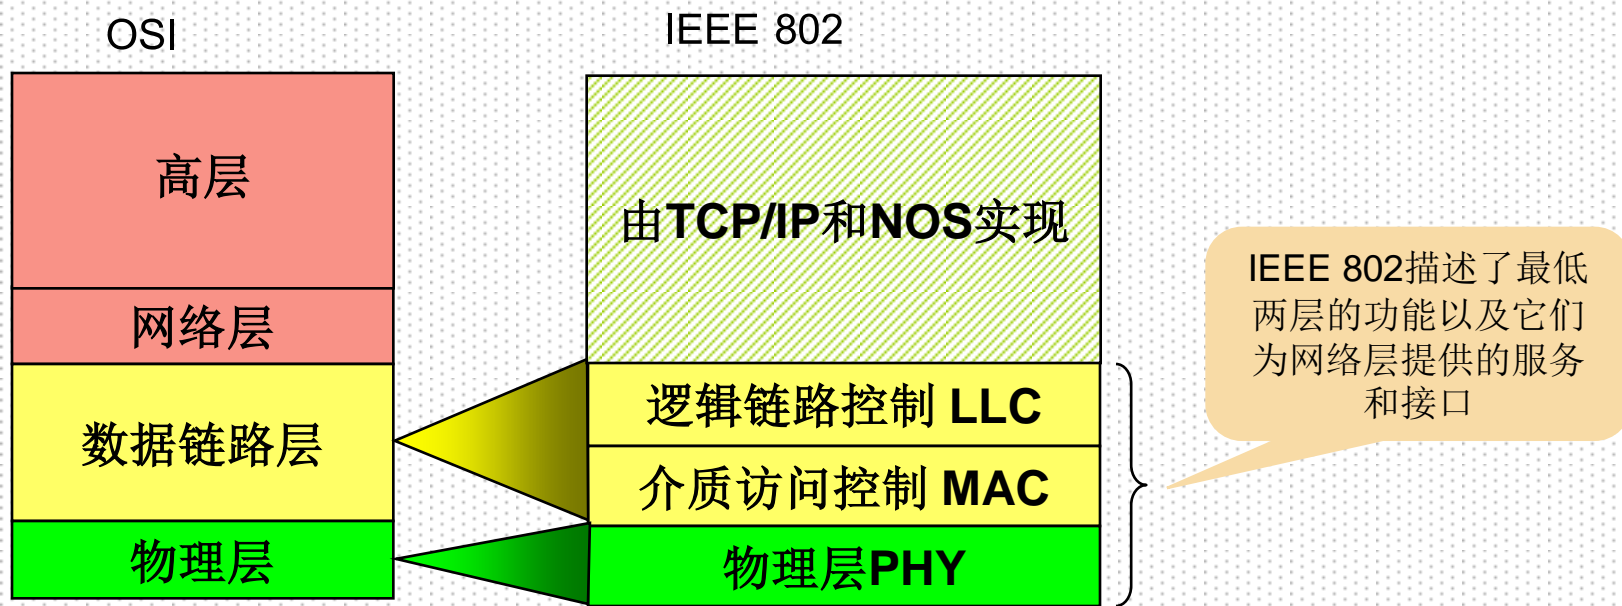 OSI
IEEE 802
高层
网络层
数据链路层
物理层
由TCP/IP和NOS实现
逻辑链路控制 LLC
介质访问控制 MAC
物理层PHY
IEEE 802描述了最低
两层的功能以及它们
为网络层提供的服务
和接口